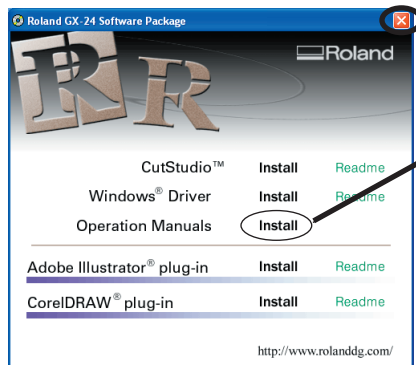 Roland GX-24 Software Package
Roland
R R
CutStudio™ Install Readme
Windows® Driver Install Readme
Operation Manuals Install
Adobe Illustrator® plug-in Install Readme
CorelDRAW® plug-in Install Readme
http://www.rolanddg.com/